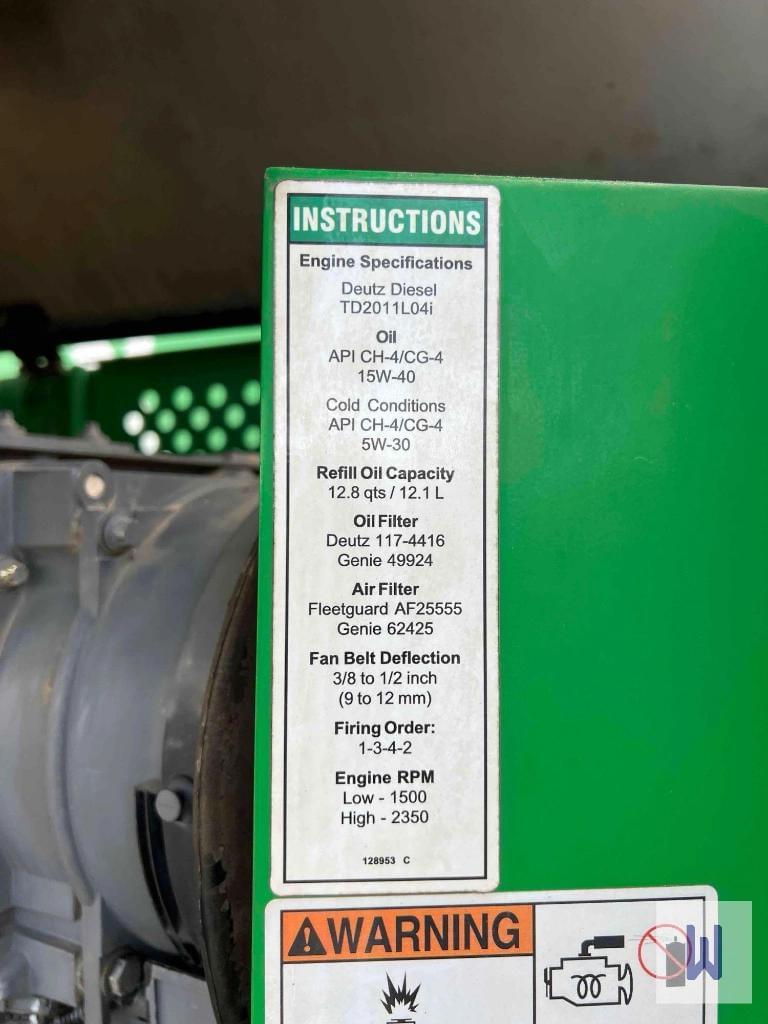 INSTRUCTIONS
Engine Specifications
Deutz Diesel
TD2011L04i
Oil
API CH-4/CG-4
15W-40
Cold Conditions
API CH-4/CG-4
5W-30
Refill Oil Capacity
12.8 qts / 12.1 L
Oil Filter
Deutz 117-4416
Genie 49924
Air Filter
Fleetguard AF25555
Genie 62425
Fan Belt Deflection
3/8 to 1/2 inch
(9 to 12 mm)
Firing Order:
1-3-4-2
Engine RPM
Low - 1500
High - 2350
128953 C
WARNING
W